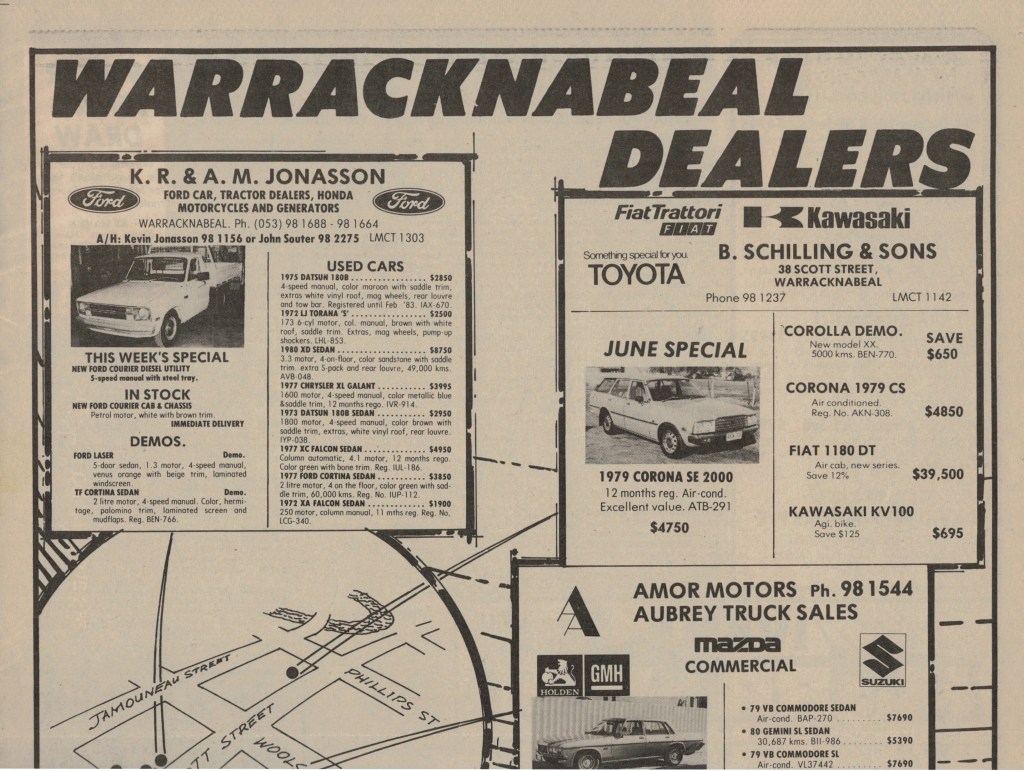 WARRACKNABEAL
DEALERS
K. R. & A. M. JONASSON
Ford
FORD CAR, TRACTOR DEALERS, HONDA
MOTORCYCLES AND GENERATORS
Ford
WARRACKNABEAL. Ph. (053) 98 1688 - 98 1664
A/H: Kevin Jonasson 98 1156 or John Souter 98 2275 LMCT 1303
THIS WEEK'S SPECIAL
NEW FORD COURIER DIESEL UTILITY
5-speed manual with steel tray.
IN STOCK
NEW FORD COURIER CAB & CHASSIS
Petrol motor, white with brown trim.
IMMEDIATE DELIVERY
DEMOS.
FORD LASER Demo.
5-door sedan, 1.3 motor, 4-speed manual,
venus orange with beige trim, laminated
windscreen.
TF CORTINA SEDAN Demo.
2 litre motor, 4-speed manual. Color, hermi-
tage, palomino trim, laminated screen and
mudflaps. Reg. BEN-766.
USED CARS
1975 DATSUN 180B $2850
4-speed manual, color maroon with saddle trim,
extras white vinyl roof, mag wheels, rear louvre
and tow bar. Registered until Feb '83. IAX-670.
1972 LJ TORANA 'S' $2500
173 6-cyl motor, col. manual, brown with white
roof, saddle trim. Extras, mag wheels, pump-up
shockers. LHL-853.
1980 XD SEDAN $8750
3.3 motor, 4-on-floor, color sandstone with saddle
trim. extra 5-pack and rear louvre, 49,000 kms.
AVB-048.
1977 CHRYSLER XL GALANT $3995
1600 motor, 4-speed manual, color metallic blue
&saddle trim, 12 months rego. IVR-914.
1973 DATSUN 180B SEDAN $2950
1800 motor, 4-speed manual, color brown with
saddle trim, extras, white vinyl roof, rear louvre.
IYP-038.
1977 XC FALCON SEDAN $4950
Column automatic, 4.1 motor, 12 months rego.
Color green with bone trim. Reg. IUL-186.
1977 FORD CORTINA SEDAN $3850
2 litre motor, 4 on the floor, color green with sad-
dle trim, 60,000 kms. Reg. No. IUP-112.
1972 XA FALCON SEDAN $1900
250 motor, column manual, 11 mths reg. Reg. No.
LCG-340.
Fiat Trattori
FIAT
Kawasaki
Something special for you.
TOYOTA
B. SCHILLING & SONS
38 SCOTT STREET,
WARRACKNABEAL
Phone 98 1237 LMCT 1142
JUNE SPECIAL
1979 CORONA SE 2000
12 months reg. Air-cond.
Excellent value. ATB-291
$4750
COROLLA DEMO. SAVE
New model XX.
5000 kms. BEN-770. $650
CORONA 1979 CS
Air conditioned.
Reg. No. AKN-308. $4850
FIAT 1180 DT
Air cab, new series.
Save 12% $39,500
KAWASAKI KV100
Agi. bike.
Save $125 $695
AMOR MOTORS Ph. 98 1544
AUBREY TRUCK SALES
mazda
COMMERCIAL
SUZUKI
HOLDEN
GMH
• 79 VB COMMODORE SEDAN
Air-cond. BAP-270 $7690
• 80 GEMINI SL SEDAN
30,687 kms. BII-986 $5390
• 79 VB COMMODORE SL
Air-cond. VL37442 $7690
JAMOUNEAU STREET
PHILLIPS ST
TT STREET
WOOLC